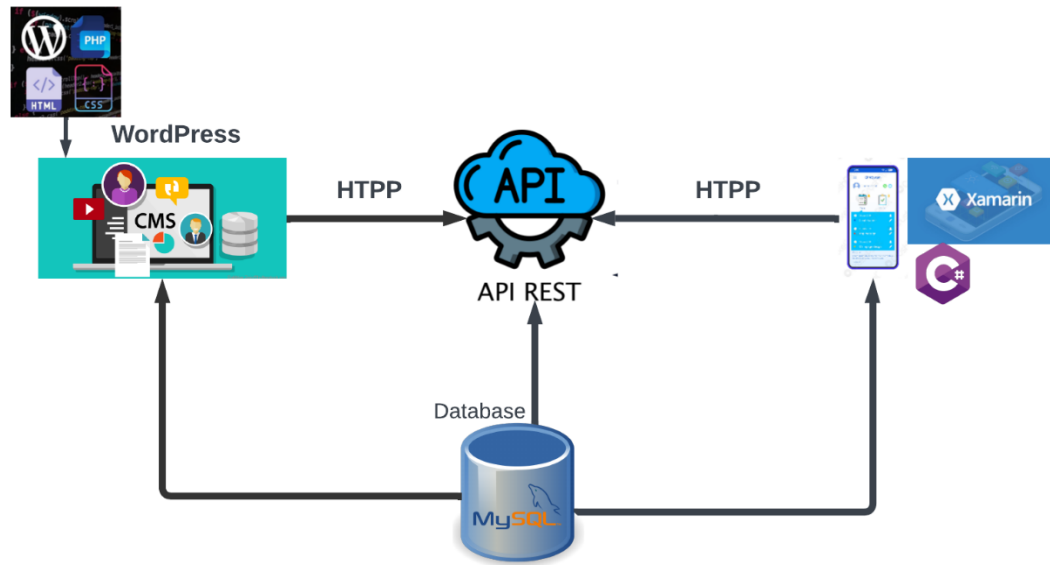 PHP
</>
HTML
{ }
CSS
WordPress
CMS
HTPP
API
API REST
HTPP
Xamarin
C#
Database
MySQL